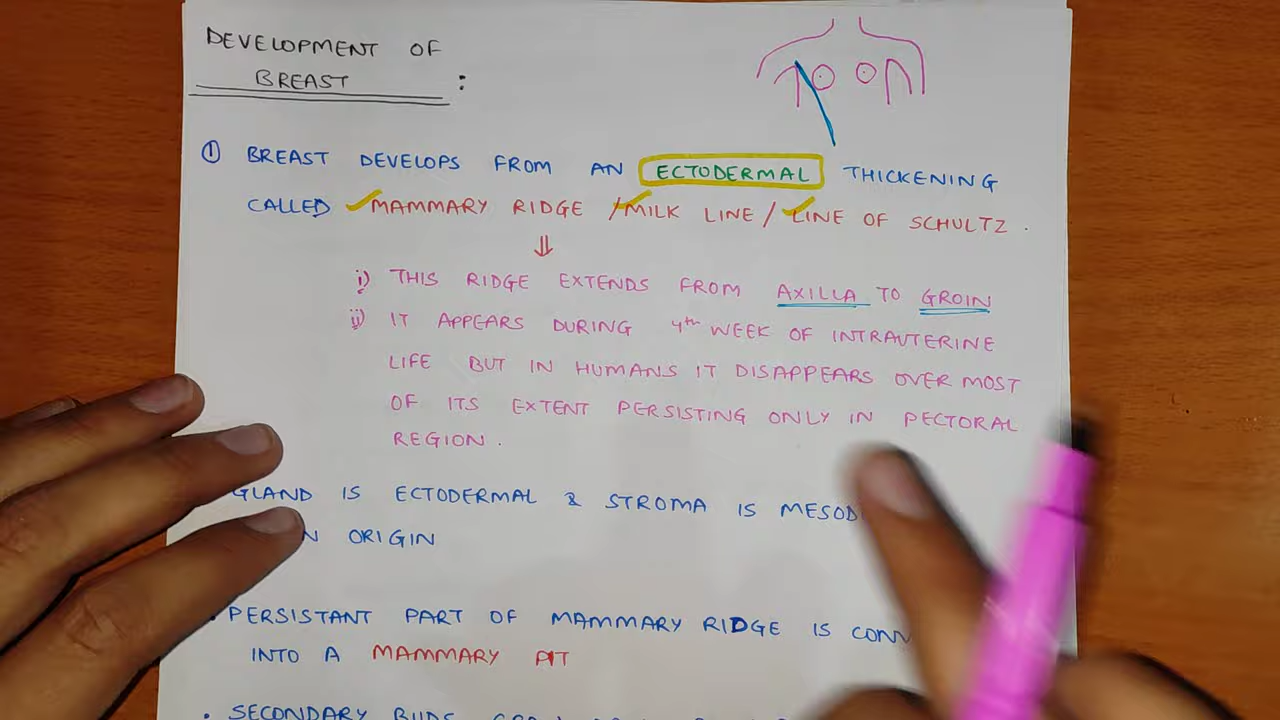 DEVELOPMENT OF
BREAST :
① BREAST DEVELOPS FROM AN ECTODERMAL THICKENING
CALLED MAMMARY RIDGE / MILK LINE / LINE OF SCHULTZ .
i) THIS RIDGE EXTENDS FROM AXILLA TO GROIN
ii) IT APPEARS DURING 4th WEEK OF INTRAUTERINE
LIFE BUT IN HUMANS IT DISAPPEARS OVER MOST
OF ITS EXTENT PERSISTING ONLY IN PECTORAL
REGION .
GLAND IS ECTODERMAL & STROMA IS
ORIGIN
PERSISTANT PART OF MAMMARY RIDGE IS
INTO A MAMMARY PIT
• SECONDARY BUDS